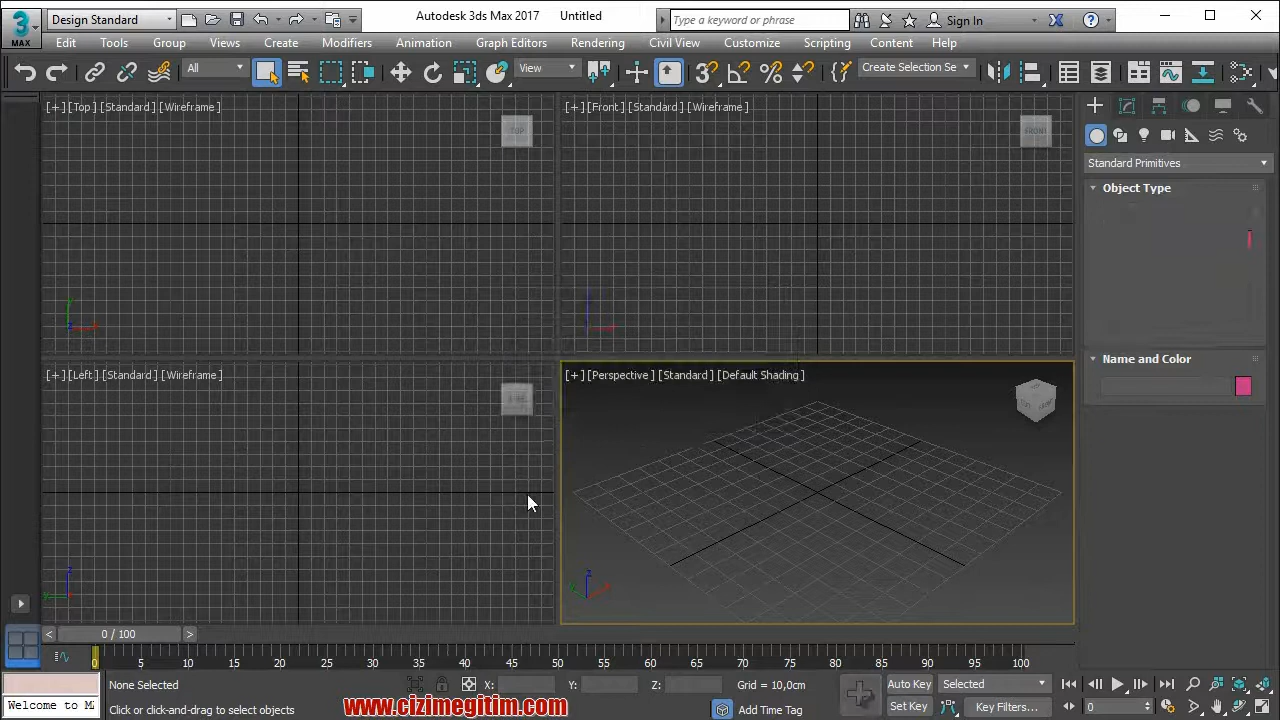 3 MAX
Design Standard
Autodesk 3ds Max 2017 Untitled
Type a keyword or phrase
Sign In
Edit Tools Group Views Create Modifiers Animation Graph Editors Rendering Civil View Customize Scripting Content Help
All
View
3
%
Create Selection Se
[+] [Top] [Standard] [Wireframe]
TOP
[+] [Front] [Standard] [Wireframe]
FRONT
Standard Primitives
Object Type
Name and Color
[+] [Left] [Standard] [Wireframe]
[+] [Perspective] [Standard] [Default Shading]
z
y
z
x
< 0 / 100 >
0 5 10 15 20 25 30 35 40 45 50 55 60 65 70 75 80 85 90 95 100
None Selected
X:
Y:
Z:
Grid = 10,0cm
Auto Key
Selected
Welcome to M
Click or click-and-drag to select objects
www.cizimegitim.com
Add Time Tag
Set Key
Key Filters...
0